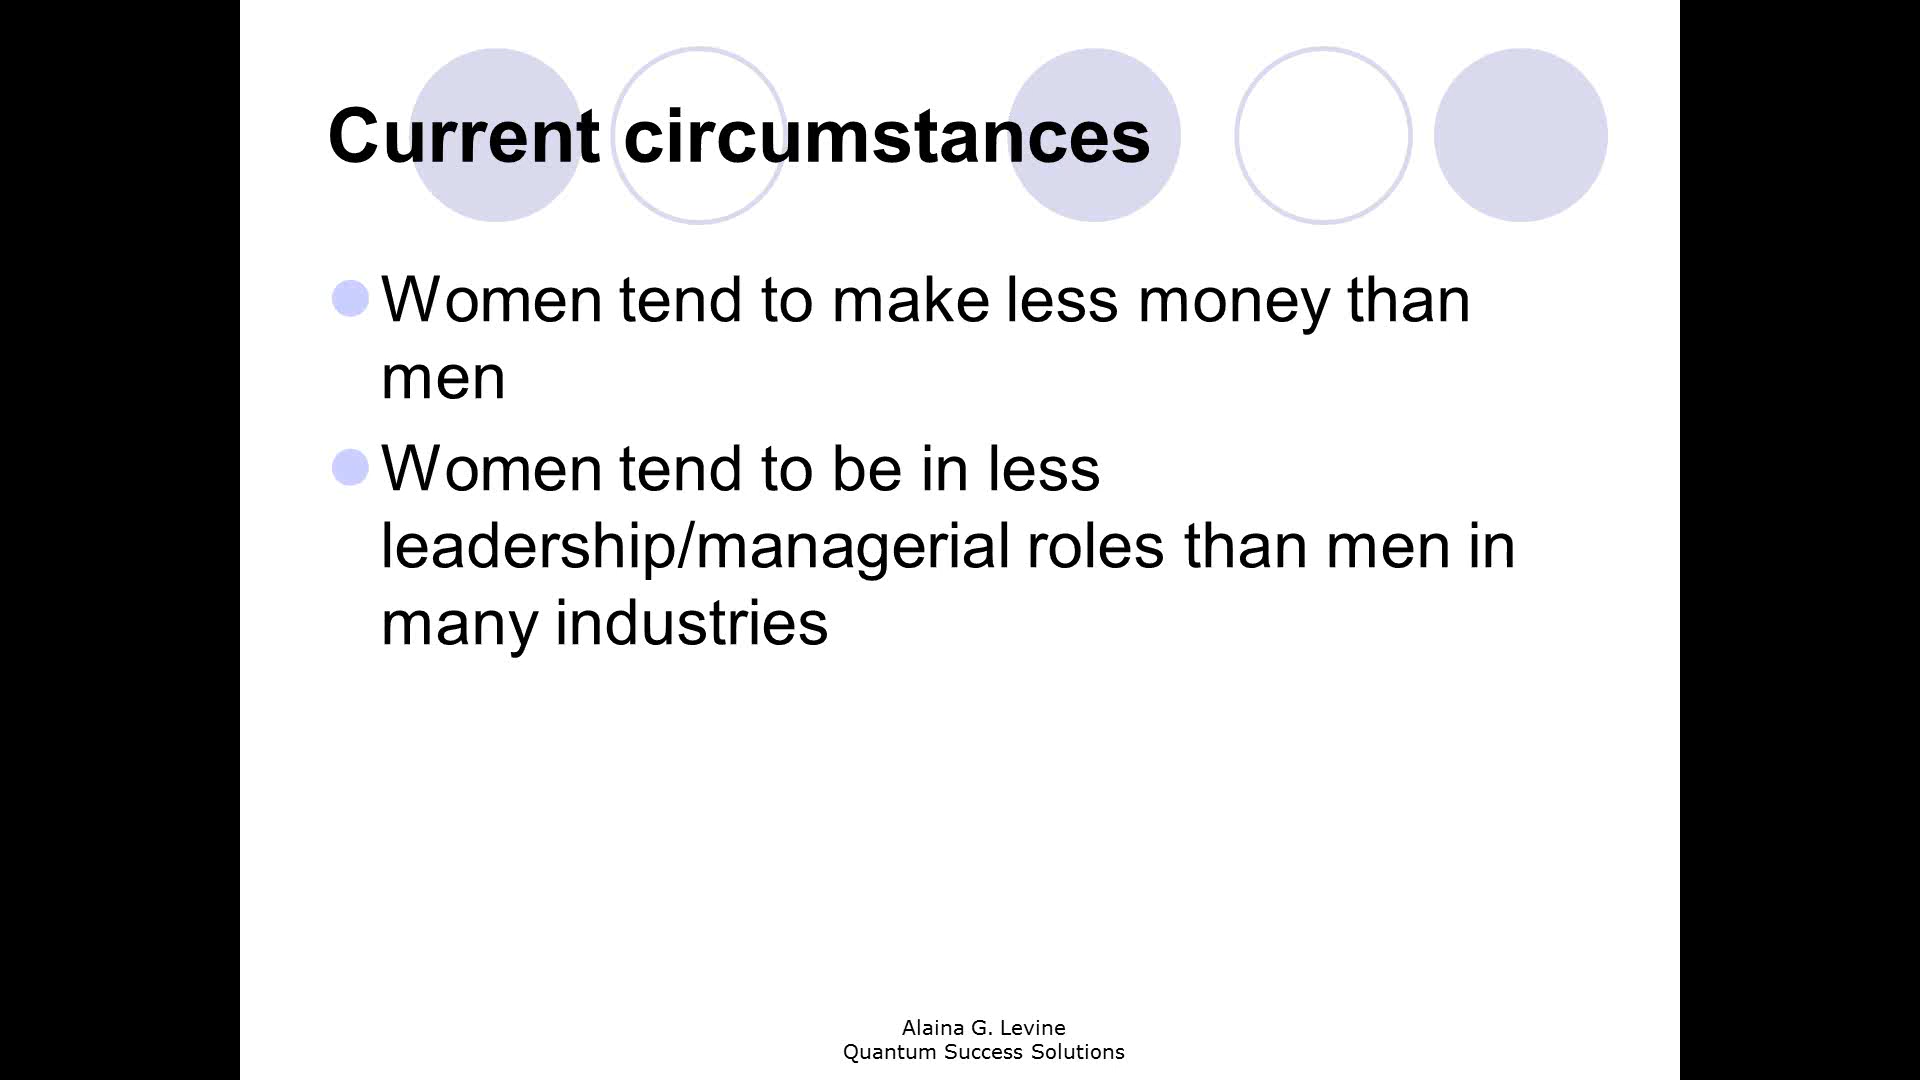 Current circumstances
Women tend to make less money than
men
Women tend to be in less
leadership/managerial roles than men in
many industries
Alaina G. Levine
Quantum Success Solutions